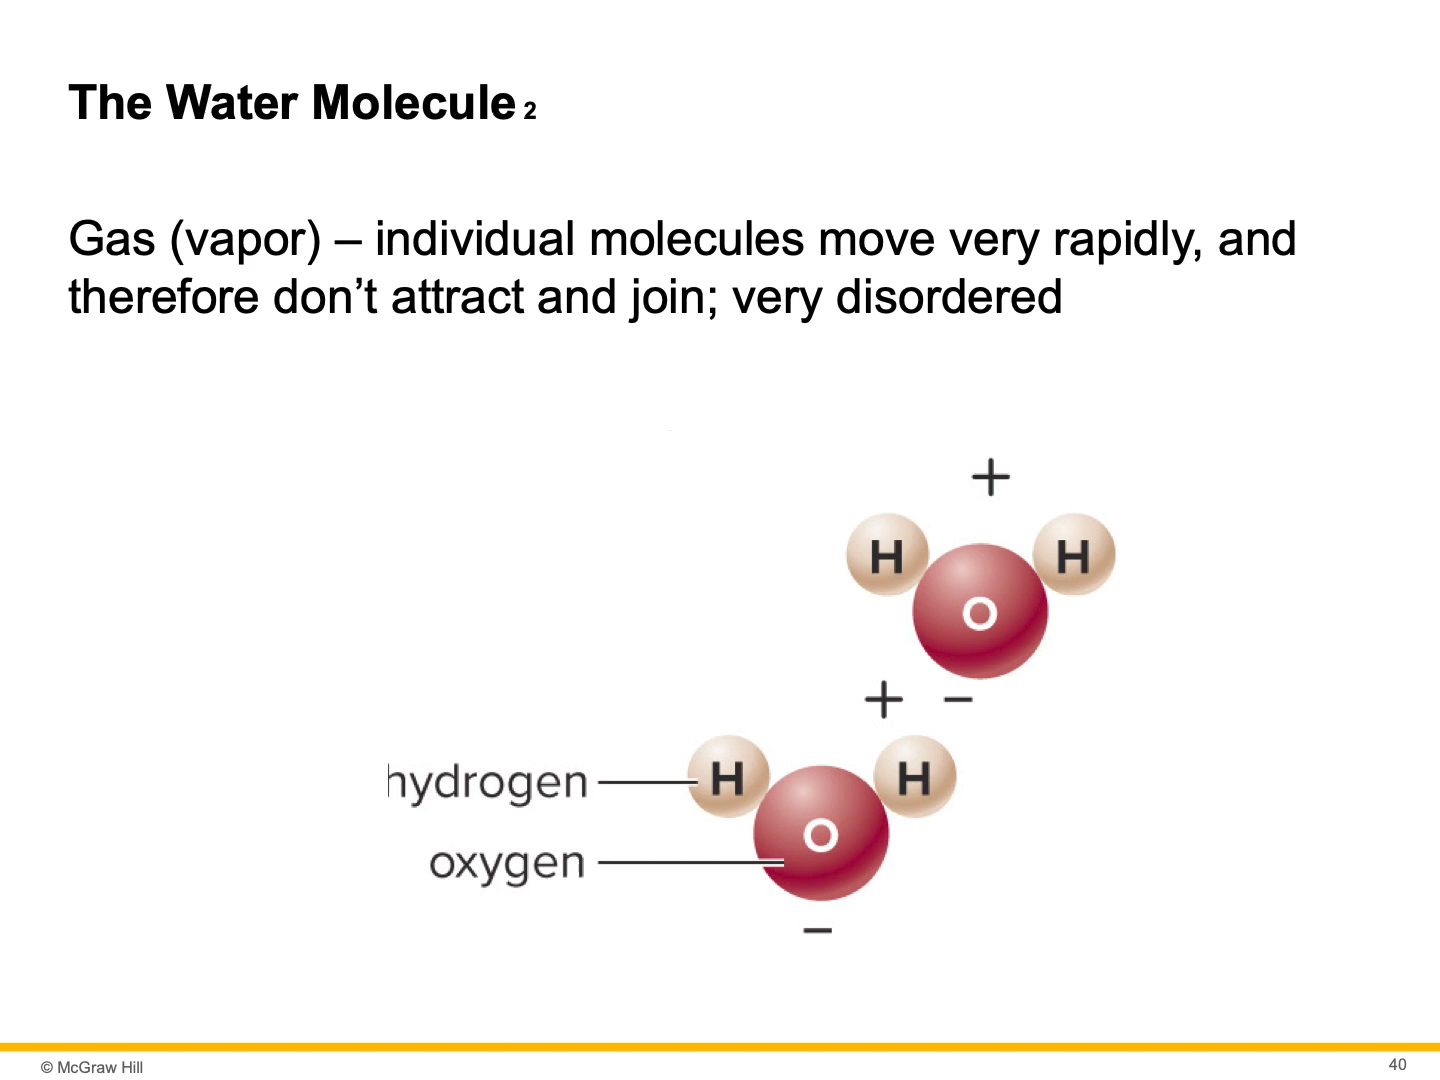 The Water Molecule 2
Gas (vapor) – individual molecules move very rapidly, and
therefore don’t attract and join; very disordered
+
H H
O
+ –
hydrogen H H
O
oxygen
–
© McGraw Hill
40